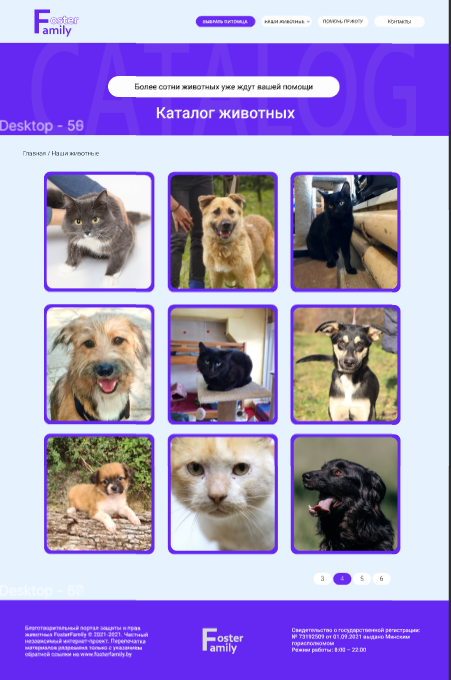 Foster
Family
ВЫБРАТЬ ПИТОМЦА
НАШИ ЖИВОТНЫЕ
ПОМОЧЬ ПРИЮТУ
КОНТАКТЫ
CATALOG
Более сотни животных уже ждут вашей помощи
Каталог животных
Desktop - 56
Главная / Наши животные
3 4 5 6
Desktop - 62
Благотворительный портал защиты и прав
животных FosterFamily © 2021-2021. Частный
независимый интернет-проект. Перепечатка
материалов разрешена только с указанием
обратной ссылки на www.fosterfamily.by
Foster
Family
Свидетельство о государственной регистрации:
№ 73192509 от 01.09.2021 выдано Минским
горисполкомом
Режим работы: 8:00 – 22:00